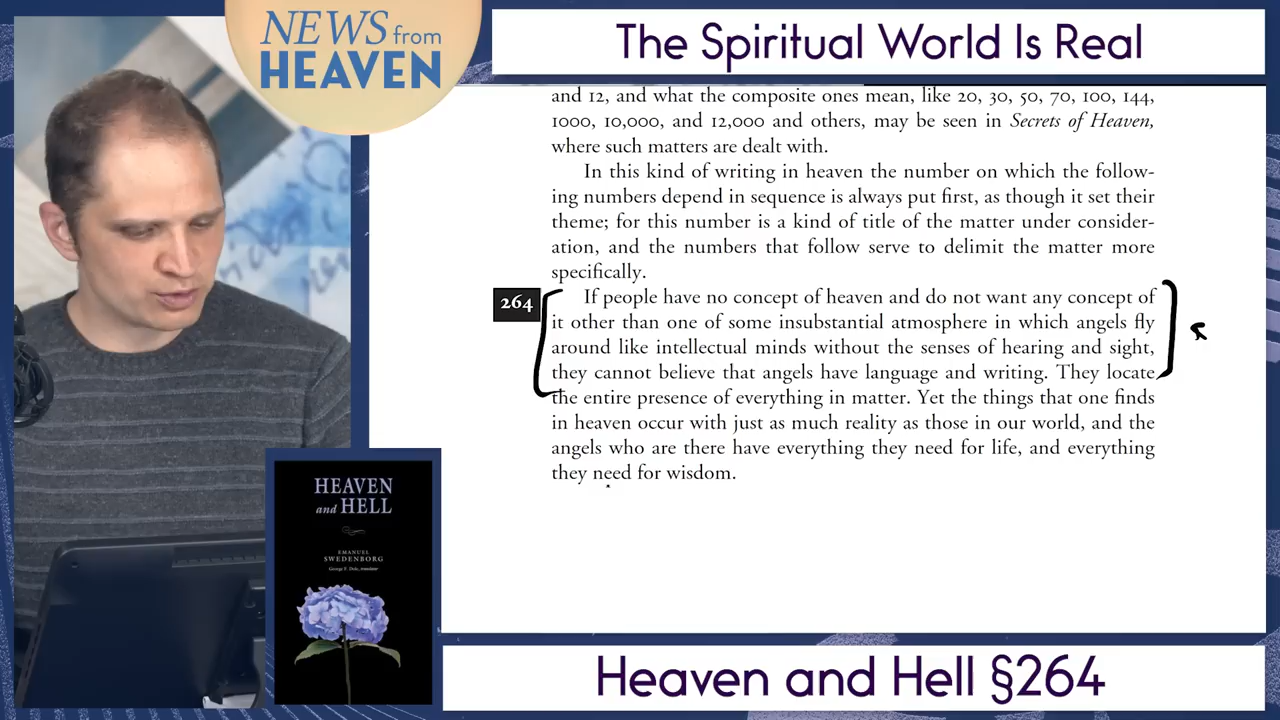 NEWS from
HEAVEN
The Spiritual World Is Real
and 12, and what the composite ones mean, like 20, 30, 50, 70, 100, 144,
1000, 10,000, and 12,000 and others, may be seen in Secrets of Heaven,
where such matters are dealt with.
In this kind of writing in heaven the number on which the follow-
ing numbers depend in sequence is always put first, as though it set their
theme; for this number is a kind of title of the matter under consider-
ation, and the numbers that follow serve to delimit the matter more
specifically.
264
If people have no concept of heaven and do not want any concept of
it other than one of some insubstantial atmosphere in which angels fly
around like intellectual minds without the senses of hearing and sight,
they cannot believe that angels have language and writing. They locate
the entire presence of everything in matter. Yet the things that one finds
in heaven occur with just as much reality as those in our world, and the
angels who are there have everything they need for life, and everything
they need for wisdom.
HEAVEN
and HELL
EMANUEL
SWEDENBORG
George F. Dole, translator
Heaven and Hell §264